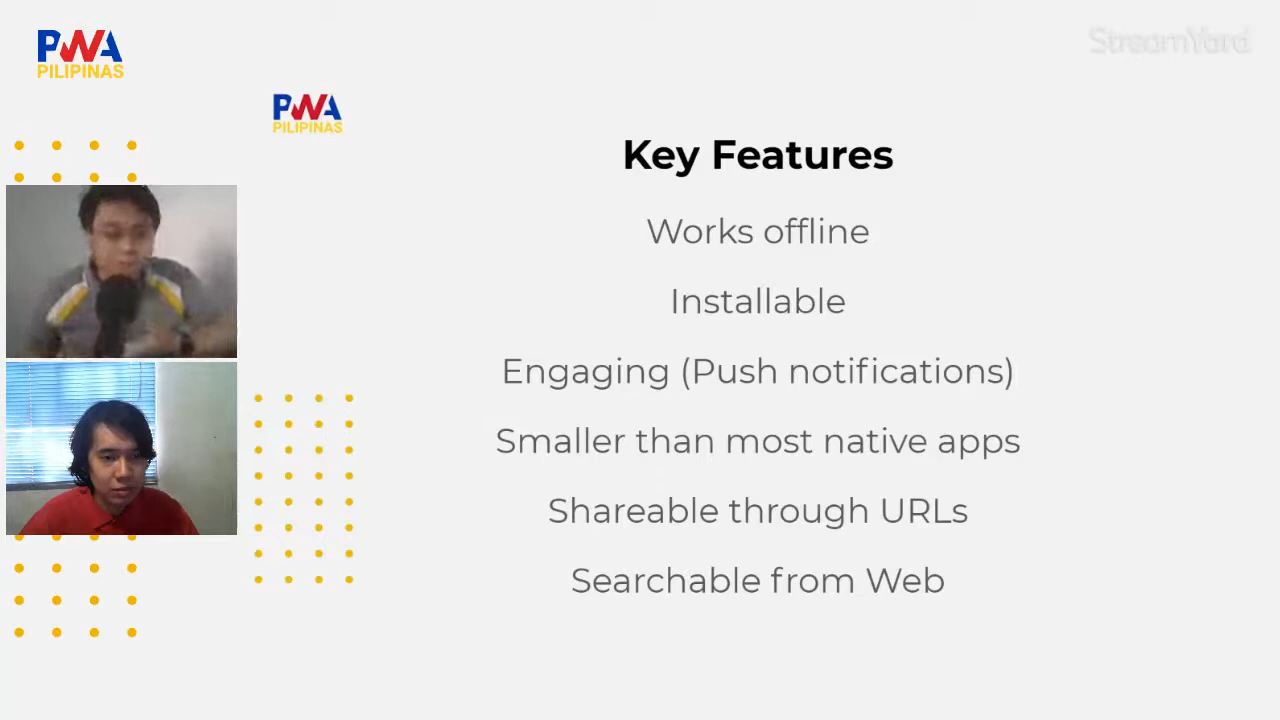 PWA
PILIPINAS
StreamYard
PWA
PILIPINAS
Key Features
Works offline
Installable
Engaging (Push notifications)
Smaller than most native apps
Shareable through URLs
Searchable from Web